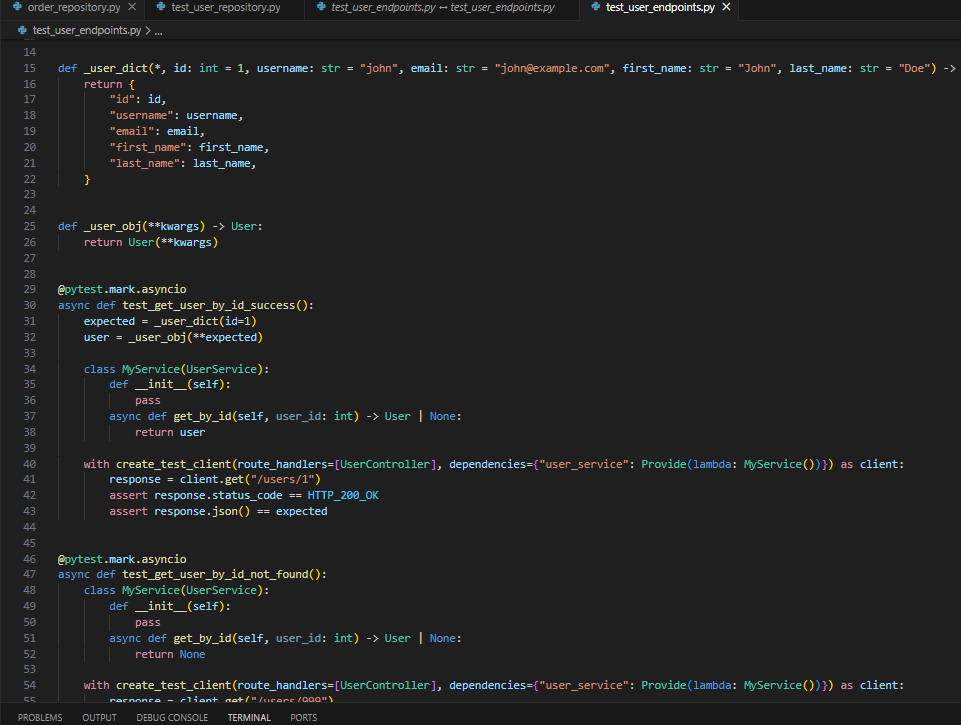 order_repository.py
test_user_repository.py
test_user_endpoints.py ↔ test_user_endpoints.py
test_user_endpoints.py
test_user_endpoints.py > ...
14
15 def _user_dict(*, id: int = 1, username: str = "john", email: str = "john@example.com", first_name: str = "John", last_name: str = "Doe") ->
16     return {
17         "id": id,
18         "username": username,
19         "email": email,
20         "first_name": first_name,
21         "last_name": last_name,
22     }
23
24
25 def _user_obj(**kwargs) -> User:
26     return User(**kwargs)
27
28
29 @pytest.mark.asyncio
30 async def test_get_user_by_id_success():
31     expected = _user_dict(id=1)
32     user = _user_obj(**expected)
33
34     class MyService(UserService):
35         def __init__(self):
36             pass
37         async def get_by_id(self, user_id: int) -> User | None:
38             return user
39
40     with create_test_client(route_handlers=[UserController], dependencies={"user_service": Provide(lambda: MyService())}) as client:
41         response = client.get("/users/1")
42         assert response.status_code == HTTP_200_OK
43         assert response.json() == expected
44
45
46 @pytest.mark.asyncio
47 async def test_get_user_by_id_not_found():
48     class MyService(UserService):
49         def __init__(self):
50             pass
51         async def get_by_id(self, user_id: int) -> User | None:
52             return None
53
54     with create_test_client(route_handlers=[UserController], dependencies={"user_service": Provide(lambda: MyService())}) as client:
55         response = client.get("/users/999")
PROBLEMS OUTPUT DEBUG CONSOLE TERMINAL PORTS